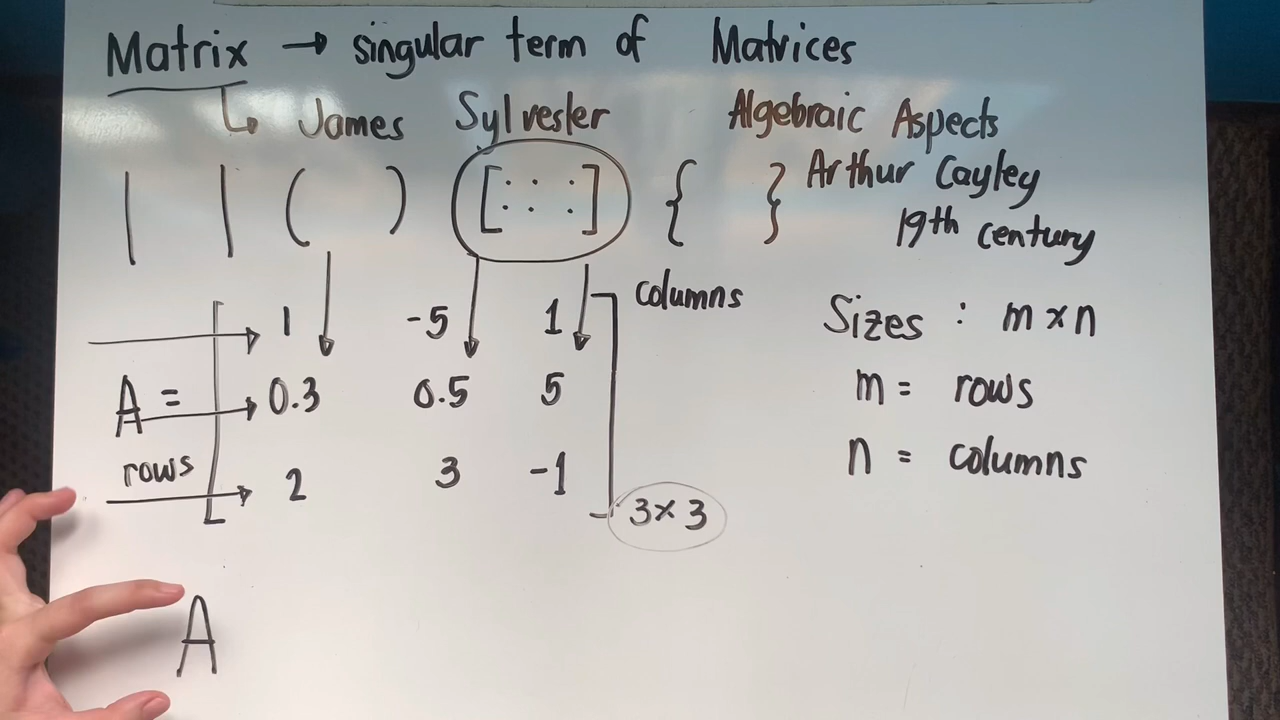 Matrix → singular term of Matrices
↳ James Sylvester Algebraic Aspects
| | ( ) [: : :] { } Arthur Cayley
19th century
columns
1 -5 1 Sizes : m x n
A = 0.3 0.5 5 m = rows
rows 2 3 -1 n = columns
3 x 3
A